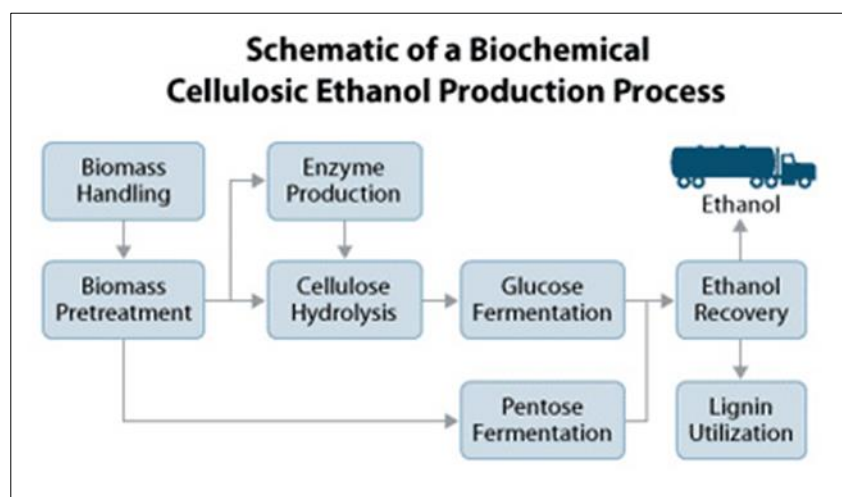 Schematic of a Biochemical
Cellulosic Ethanol Production Process
Biomass
Handling
Enzyme
Production
Ethanol
Biomass
Pretreatment
Cellulose
Hydrolysis
Glucose
Fermentation
Ethanol
Recovery
Pentose
Fermentation
Lignin
Utilization